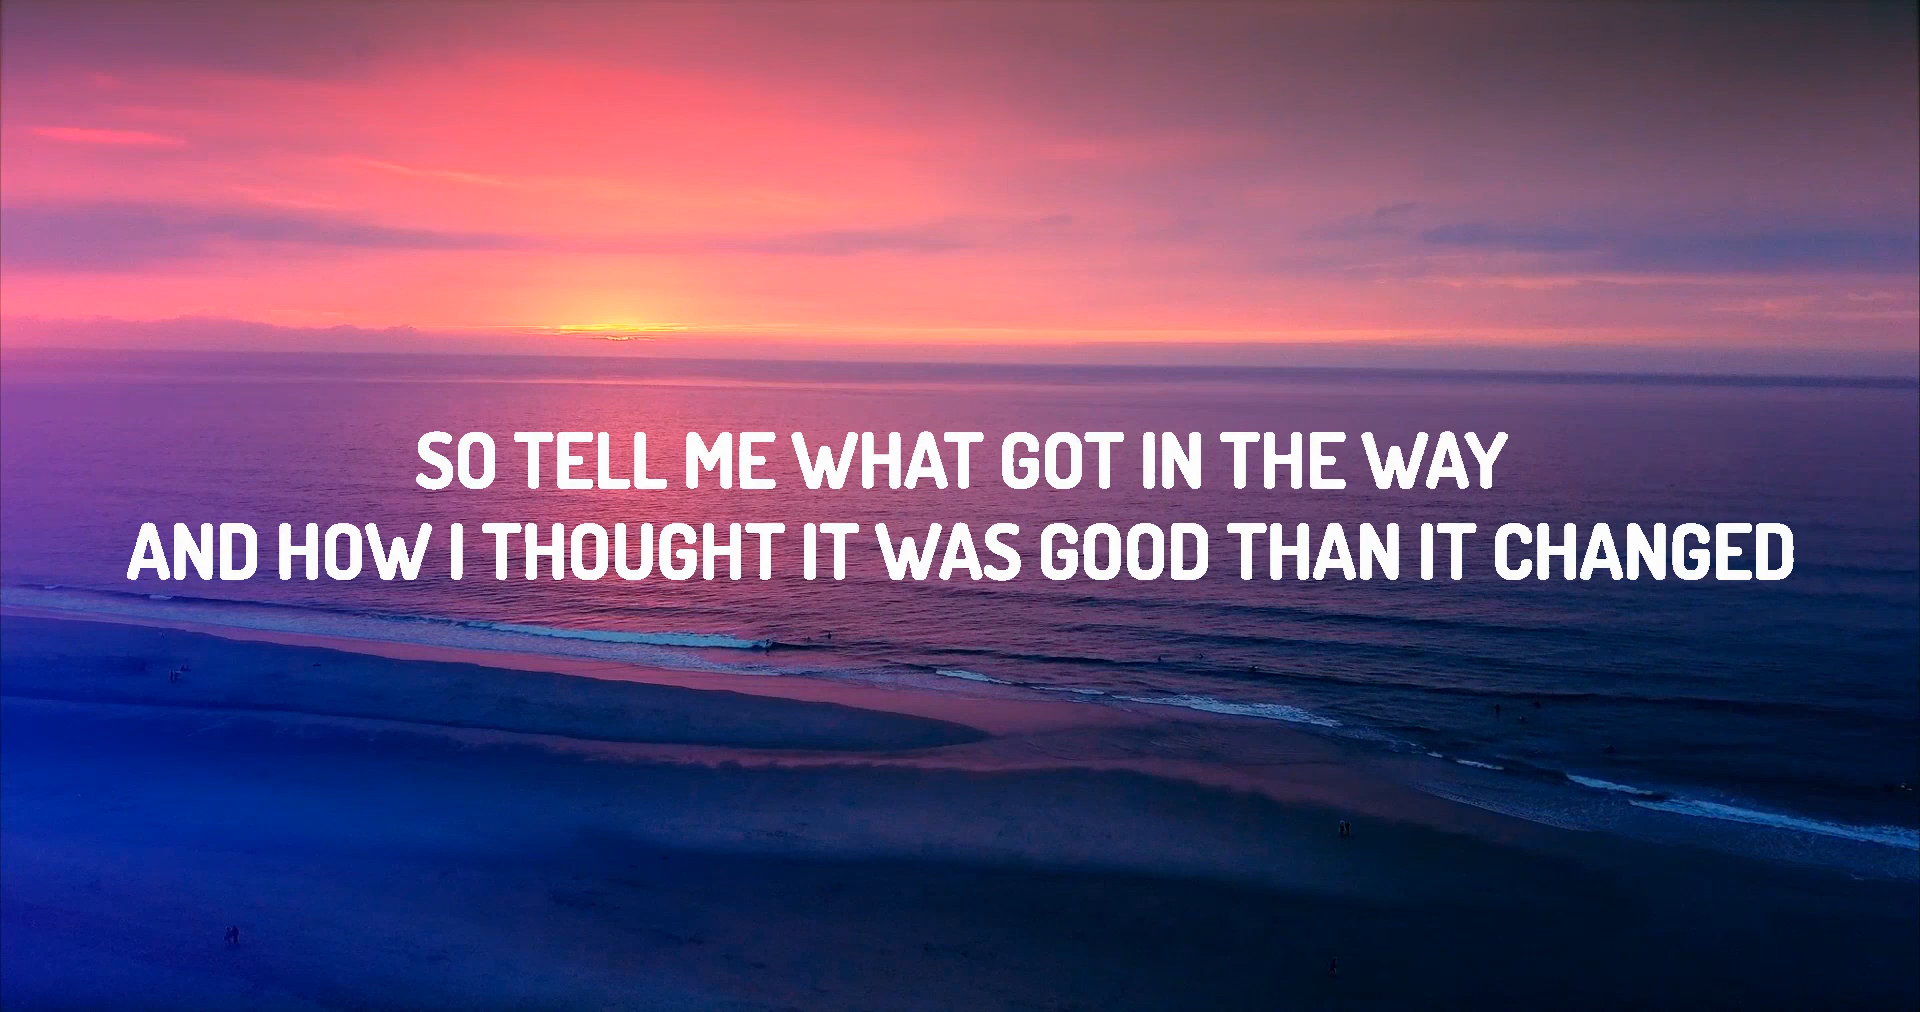 SO TELL ME WHAT GOT IN THE WAY
AND HOW I THOUGHT IT WAS GOOD THAN IT CHANGED